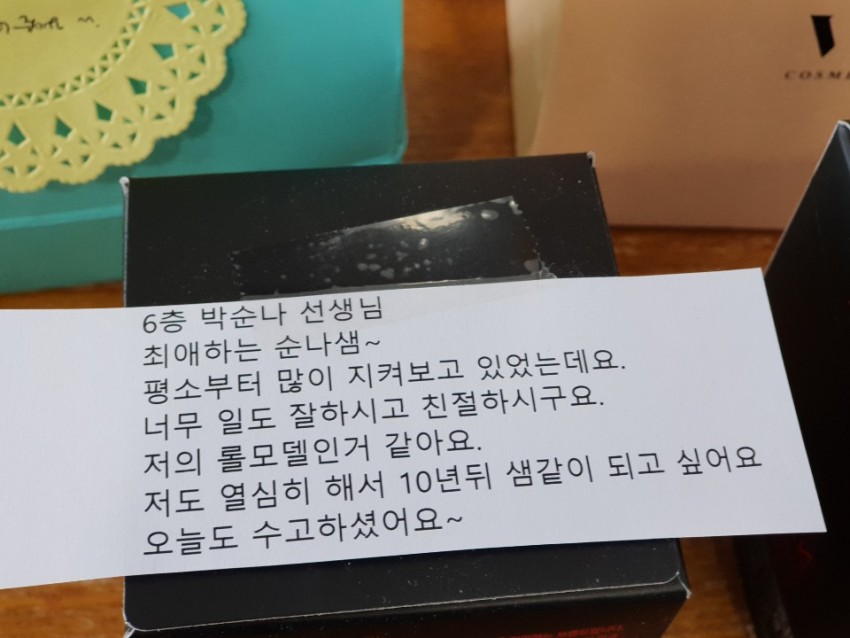 6층 박순나 선생님
최애하는 순나샘~
평소부터 많이 지켜보고 있었는데요.
너무 일도 잘하시고 친절하시구요.
저의 롤모델인거 같아요.
저도 열심히 해서 10년뒤 샘같이 되고 싶어요
오늘도 수고하셨어요~